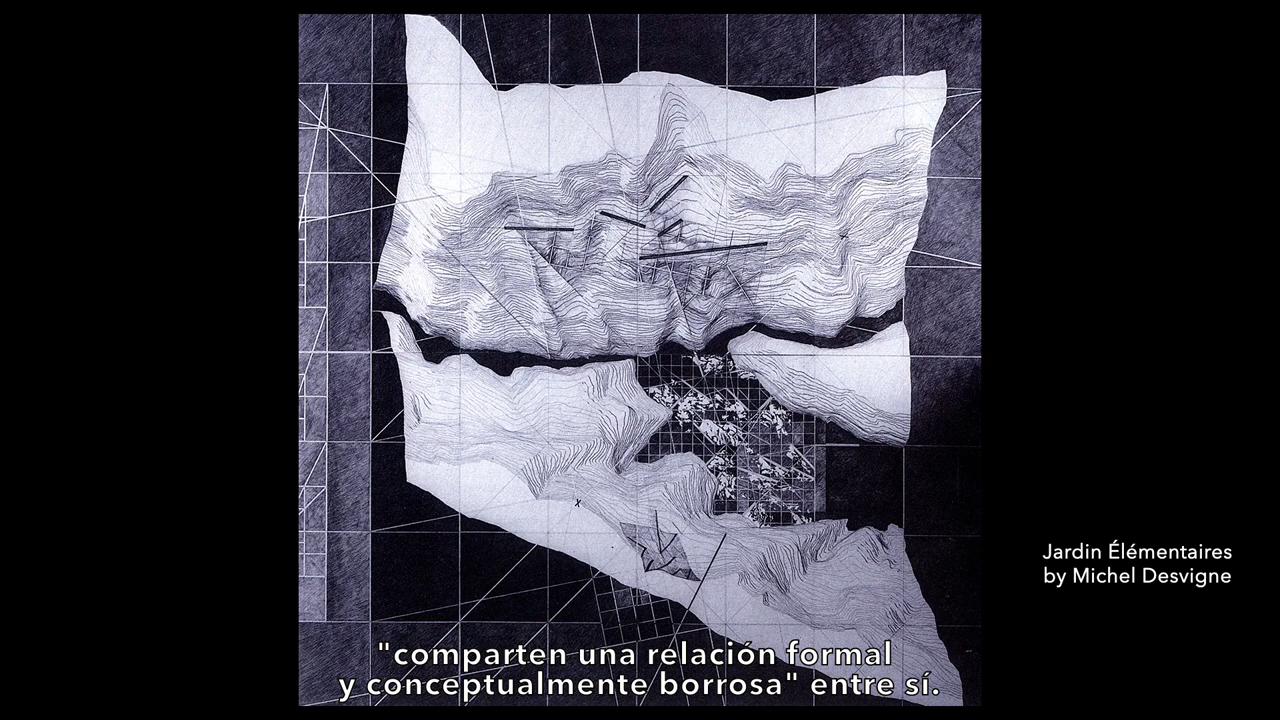 Jardin Élémentaires
by Michel Desvigne
"comparten una relación formal
y conceptualmente borrosa" entre sí.